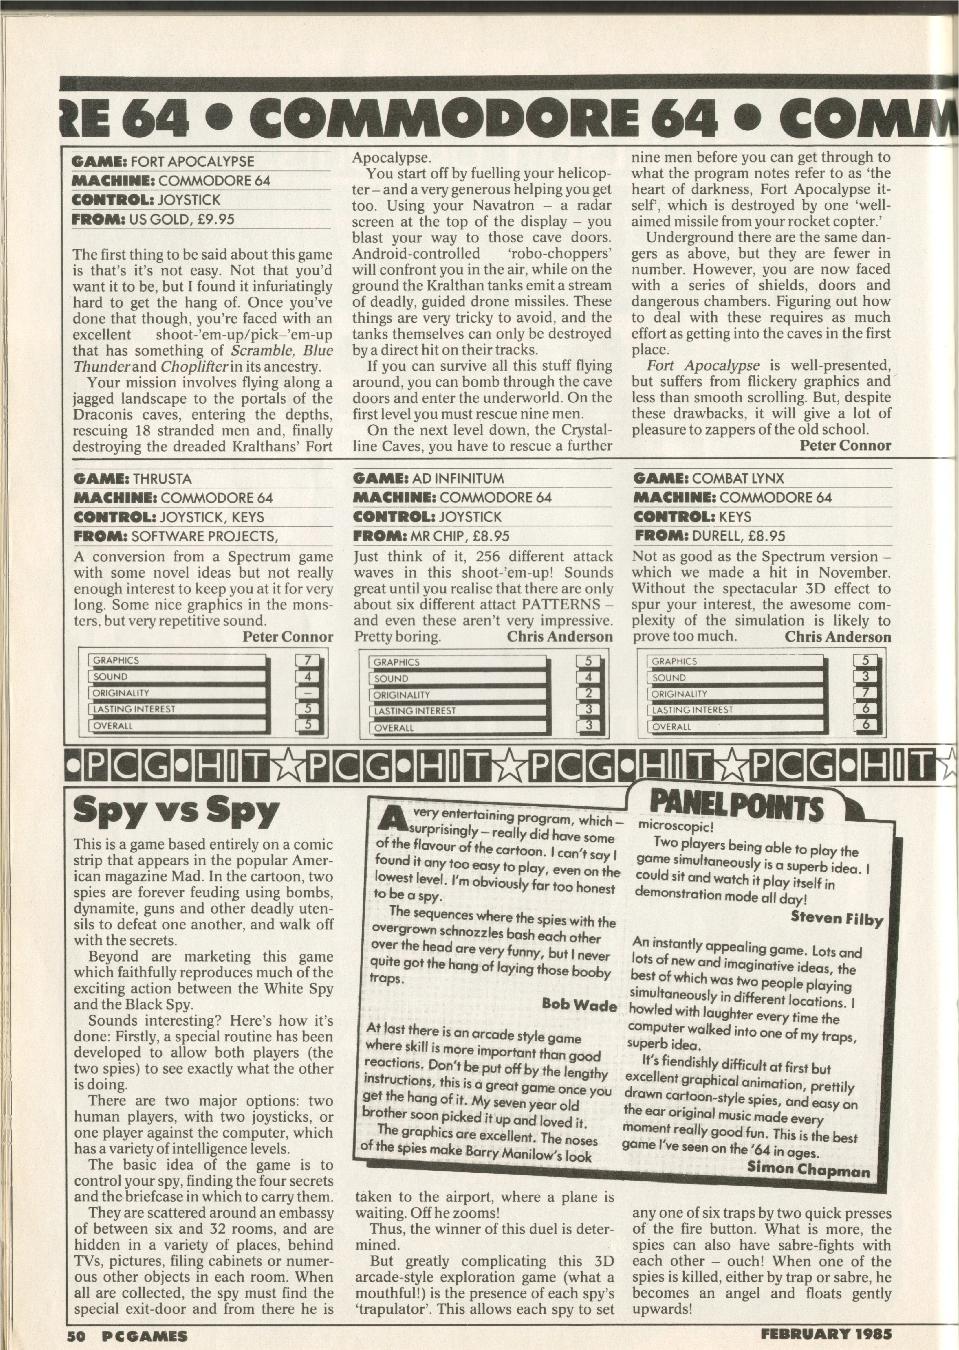 RE 64 • COMMODORE 64 • COMM
GAME: FORT APOCALYPSE
MACHINE: COMMODORE 64
CONTROL: JOYSTICK
FROM: US GOLD, £9.95
The first thing to be said about this game
is that's it's not easy. Not that you'd
want it to be, but I found it infuriatingly
hard to get the hang of. Once you've
done that though, you're faced with an
excellent shoot-'em-up/pick-'em-up
that has something of Scramble, Blue
Thunder and Choplifter in its ancestry.
Your mission involves flying along a
jagged landscape to the portals of the
Draconis caves, entering the depths,
rescuing 18 stranded men and, finally
destroying the dreaded Kralthans' Fort
Apocalypse.
You start off by fuelling your helicop-
ter – and a very generous helping you get
too. Using your Navatron – a radar
screen at the top of the display – you
blast your way to those cave doors.
Android-controlled 'robo-choppers'
will confront you in the air, while on the
ground the Kralthan tanks emit a stream
of deadly, guided drone missiles. These
things are very tricky to avoid, and the
tanks themselves can only be destroyed
by a direct hit on their tracks.
If you can survive all this stuff flying
around, you can bomb through the cave
doors and enter the underworld. On the
first level you must rescue nine men.
On the next level down, the Crystal-
line Caves, you have to rescue a further
nine men before you can get through to
what the program notes refer to as 'the
heart of darkness, Fort Apocalypse it-
self', which is destroyed by one 'well-
aimed missile from your rocket copter.'
Underground there are the same dan-
gers as above, but they are fewer in
number. However, you are now faced
with a series of shields, doors and
dangerous chambers. Figuring out how
to deal with these requires as much
effort as getting into the caves in the first
place.
Fort Apocalypse is well-presented,
but suffers from flickery graphics and
less than smooth scrolling. But, despite
these drawbacks, it will give a lot of
pleasure to zappers of the old school.
Peter Connor
GAME: THRUSTA
MACHINE: COMMODORE 64
CONTROL: JOYSTICK, KEYS
FROM: SOFTWARE PROJECTS,
A conversion from a Spectrum game
with some novel ideas but not really
enough interest to keep you at it for very
long. Some nice graphics in the mons-
ters, but very repetitive sound.
Peter Connor
GRAPHICS 7
SOUND 4
ORIGINALITY –
LASTING INTEREST 5
OVERALL 5
GAME: AD INFINITUM
MACHINE: COMMODORE 64
CONTROL: JOYSTICK
FROM: MR CHIP, £8.95
Just think of it, 256 different attack
waves in this shoot-'em-up! Sounds
great until you realise that there are only
about six different attact PATTERNS –
and even these aren't very impressive.
Pretty boring. Chris Anderson
GRAPHICS 5
SOUND 4
ORIGINALITY 2
LASTING INTEREST 3
OVERALL 3
GAME: COMBAT LYNX
MACHINE: COMMODORE 64
CONTROL: KEYS
FROM: DURELL, £8.95
Not as good as the Spectrum version –
which we made a hit in November.
Without the spectacular 3D effect to
spur your interest, the awesome com-
plexity of the simulation is likely to
prove too much. Chris Anderson
GRAPHICS 5
SOUND 3
ORIGINALITY 7
LASTING INTEREST 6
OVERALL 6
•PCG•HIT☆PCG•HIT☆PCG•HIT☆PCG•HIT☆
Spy vs Spy
This is a game based entirely on a comic
strip that appears in the popular Amer-
ican magazine Mad. In the cartoon, two
spies are forever feuding using bombs,
dynamite, guns and other deadly uten-
sils to defeat one another, and walk off
with the secrets.
Beyond are marketing this game
which faithfully reproduces much of the
exciting action between the White Spy
and the Black Spy.
Sounds interesting? Here's how it's
done: Firstly, a special routine has been
developed to allow both players (the
two spies) to see exactly what the other
is doing.
There are two major options: two
human players, with two joysticks, or
one player against the computer, which
has a variety of intelligence levels.
The basic idea of the game is to
control your spy, finding the four secrets
and the briefcase in which to carry them.
They are scattered around an embassy
of between six and 32 rooms, and are
hidden in a variety of places, behind
TVs, pictures, filing cabinets or numer-
ous other objects in each room. When
all are collected, the spy must find the
special exit-door and from there he is
PANEL POINTS
A very entertaining program, which –
surprisingly – really did have some
of the flavour of the cartoon. I can't say I
found it any too easy to play, even on the
lowest level. I'm obviously far too honest
to be a spy.
The sequences where the spies with the
overgrown schnozzles bash each other
over the head are very funny, but I never
quite got the hang of laying those booby
traps.
Bob Wade
At last there is an arcade style game
where skill is more important than good
reactions. Don't be put off by the lengthy
instructions, this is a great game once you
get the hang of it. My seven year old
brother soon picked it up and loved it.
The graphics are excellent. The noses
of the spies make Barry Manilow's look
microscopic!
Two players being able to play the
game simultaneously is a superb idea. I
could sit and watch it play itself in
demonstration mode all day!
Steven Filby
An instantly appealing game. Lots and
lots of new and imaginative ideas, the
best of which was two people playing
simultaneously in different locations. I
howled with laughter every time the
computer walked into one of my traps,
superb idea.
It's fiendishly difficult at first but
excellent graphical animation, prettily
drawn cartoon-style spies, and easy on
the ear original music made every
moment really good fun. This is the best
game I've seen on the '64 in ages.
Simon Chapman
taken to the airport, where a plane is
waiting. Off he zooms!
Thus, the winner of this duel is deter-
mined.
But greatly complicating this 3D
arcade-style exploration game (what a
mouthful!) is the presence of each spy's
'trapulator'. This allows each spy to set
any one of six traps by two quick presses
of the fire button. What is more, the
spies can also have sabre-fights with
each other – ouch! When one of the
spies is killed, either by trap or sabre, he
becomes an angel and floats gently
upwards!
50 PCGAMES
FEBRUARY 1985